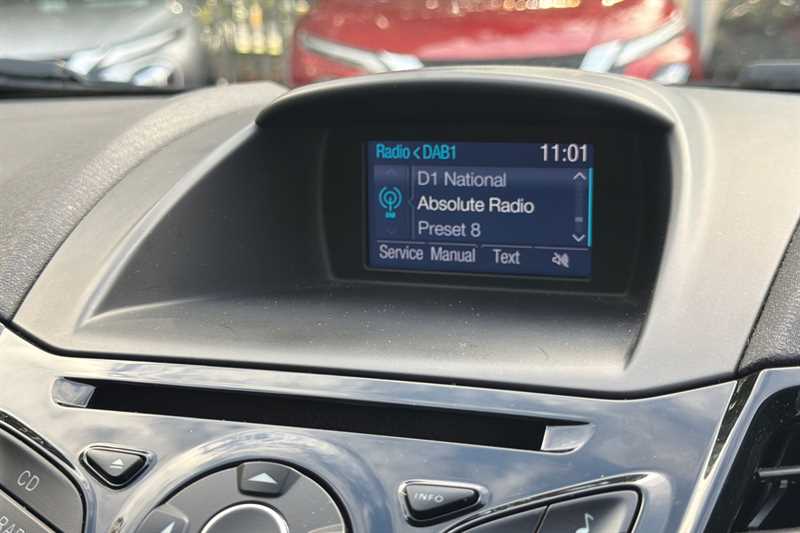 Radio < DAB1 11:01
D1 National
Absolute Radio
Preset 8
Service Manual Text
INFO
CD